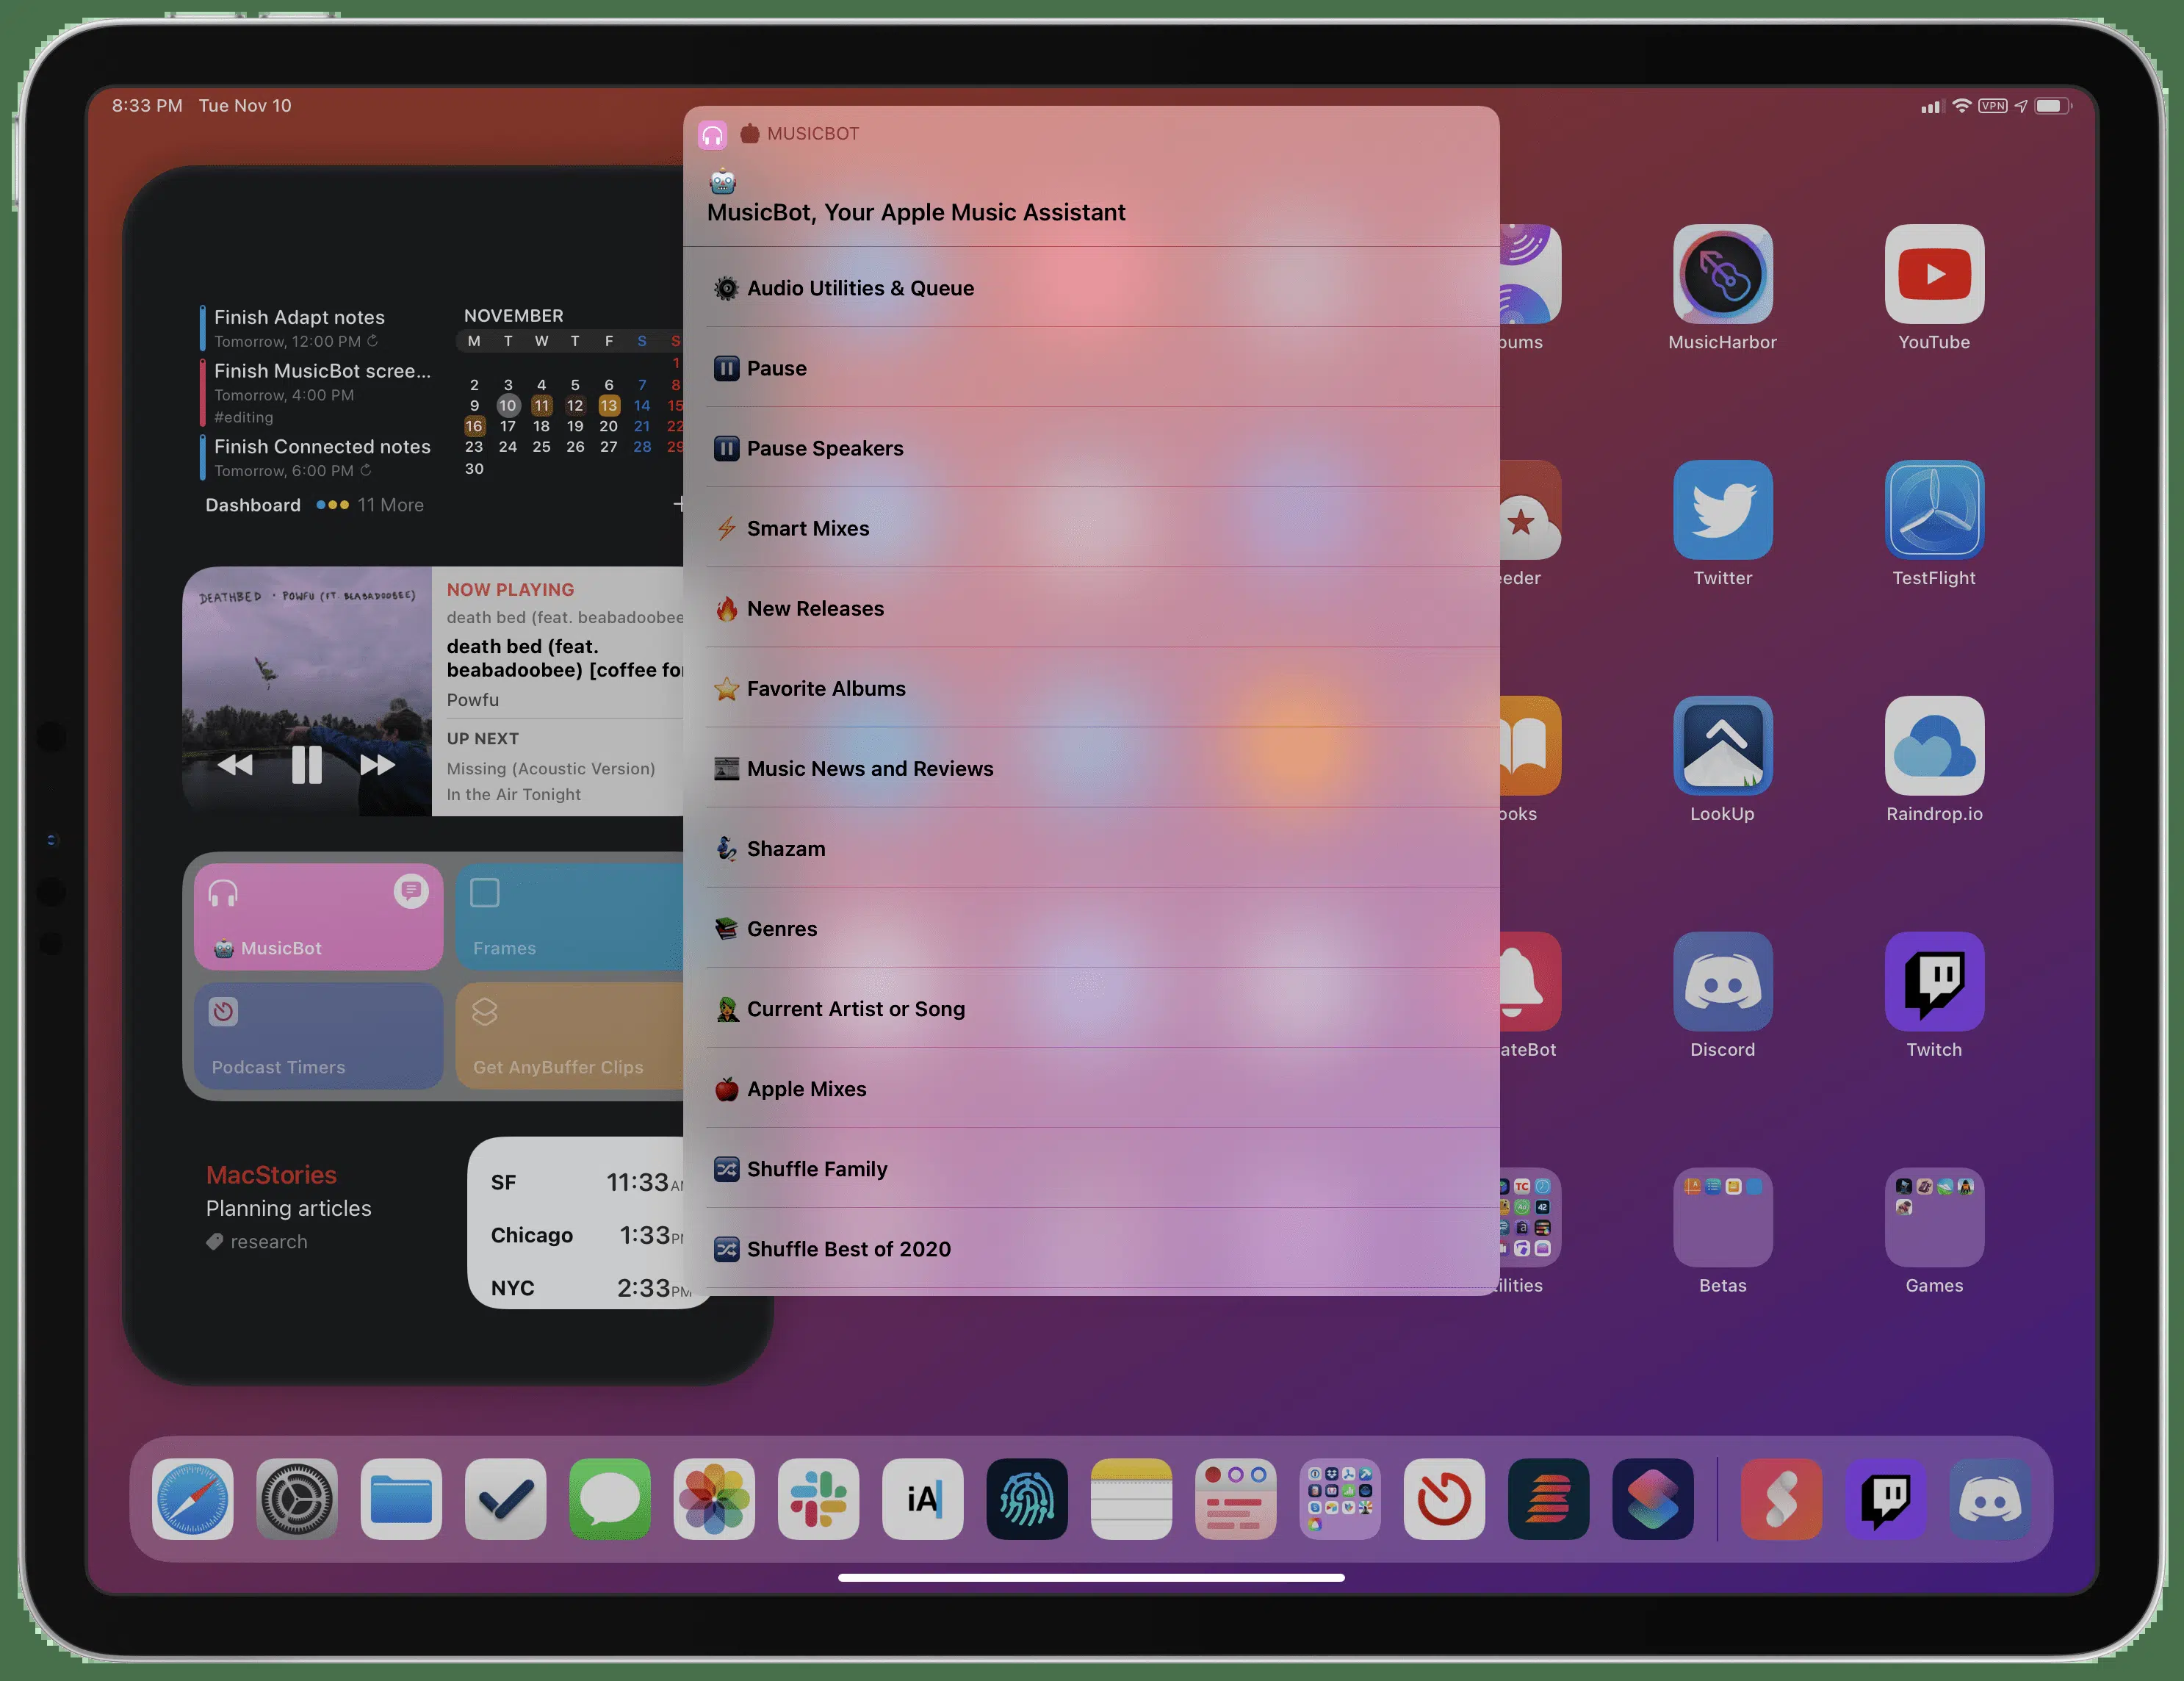 8:33 PM Tue Nov 10
VPN
MUSICBOT
MusicBot, Your Apple Music Assistant
Audio Utilities & Queue
Pause
Pause Speakers
Smart Mixes
New Releases
Favorite Albums
Music News and Reviews
Shazam
Genres
Current Artist or Song
Apple Mixes
Shuffle Family
Shuffle Best of 2020
Finish Adapt notes
Tomorrow, 12:00 PM
Finish MusicBot scree...
Tomorrow, 4:00 PM
#editing
Finish Connected notes
Tomorrow, 6:00 PM
Dashboard 11 More
NOVEMBER
M T W T F S S
1
2 3 4 5 6 7 8
9 10 11 12 13 14 15
16 17 18 19 20 21 22
23 24 25 26 27 28 29
30
DEATHBED · POWFU (FT. BEABADOOBEE)
NOW PLAYING
death bed (feat. beabadoobee
death bed (feat.
beabadoobee) [coffee for
Powfu
UP NEXT
Missing (Acoustic Version)
In the Air Tonight
MusicBot
Frames
Podcast Timers
Get AnyBuffer Clips
MacStories
Planning articles
research
SF 11:33 AM
Chicago 1:33 PM
NYC 2:33 PM
bums
MusicHarbor
YouTube
eeder
Twitter
TestFlight
ooks
LookUp
Raindrop.io
ateBot
Discord
Twitch
TC
42
ilities
Betas
Games
iA